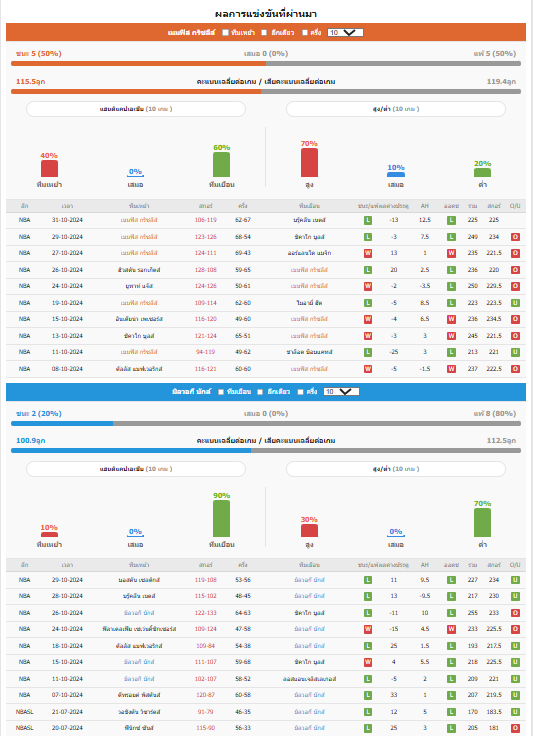 ผลการแข่งขันที่ผ่านมา
เมมฟิส กริซลีส์ ทีมเหย้า ลีกเดียว ครึ่ง 10
ชนะ 5 (50%) เสมอ 0 (0%) แพ้ 5 (50%)
115.5ลูก คะแนนเฉลี่ยต่อเกม / เสียคะแนนเฉลี่ยต่อเกม 119.4ลูก
แฮนดิแคปเอเชีย (10 เกม ) สูง/ต่ำ (10 เกม )
40% 0% 60% 70% 10% 20%
ทีมเหย้า เสมอ ทีมเยือน สูง เสมอ ต่ำ
ลีก เวลา ทีมเหย้า สกอร์ ครึ่ง ทีมเยือน ชนะ/แพ้ ผลต่างประตู AH ออดซ รวม สกอร์ O/U
NBA 31-10-2024 เมมฟิส กริซลีส์ 106-119 62-67 บรู๊คลีน เนตส์ L -13 12.5 L 225 225
NBA 29-10-2024 เมมฟิส กริซลีส์ 123-126 68-54 ชิคาโก บูลส์ L -3 7.5 L 249 234 O
NBA 27-10-2024 เมมฟิส กริซลีส์ 124-111 69-43 ออร์แลนโด แมจิก W 13 1 W 235 221.5 O
NBA 26-10-2024 ฮิวสตัน รอกเก็ตส์ 128-108 59-65 เมมฟิส กริซลีส์ L 20 2.5 L 236 220 O
NBA 24-10-2024 ยูทาห์ แจ๊ส 124-126 50-61 เมมฟิส กริซลีส์ W -2 -3.5 L 250 229.5 O
NBA 19-10-2024 เมมฟิส กริซลีส์ 109-114 62-60 ไมอามี่ ฮีต L -5 8.5 L 223 223.5 U
NBA 15-10-2024 อินเดียน่า เพเซอร์ส 116-120 49-60 เมมฟิส กริซลีส์ W -4 6.5 W 236 234.5 O
NBA 13-10-2024 ชิคาโก บูลส์ 121-124 65-51 เมมฟิส กริซลีส์ W -3 3 W 245 221.5 O
NBA 11-10-2024 เมมฟิส กริซลีส์ 94-119 49-62 ชาล็อต ฮ็อบแคทส์ L -25 3 L 213 221 U
NBA 08-10-2024 ดัลลัส แมฟเวอริกส์ 116-121 60-60 เมมฟิส กริซลีส์ W -5 -1.5 W 237 222.5 O
มิลวอกี้ บักส์ ทีมเยือน ลีกเดียว ครึ่ง 10
ชนะ 2 (20%) เสมอ 0 (0%) แพ้ 8 (80%)
100.9ลูก คะแนนเฉลี่ยต่อเกม / เสียคะแนนเฉลี่ยต่อเกม 112.5ลูก
แฮนดิแคปเอเชีย (10 เกม ) สูง/ต่ำ (10 เกม )
10% 0% 90% 30% 0% 70%
ทีมเหย้า เสมอ ทีมเยือน สูง เสมอ ต่ำ
ลีก เวลา ทีมเหย้า สกอร์ ครึ่ง ทีมเยือน ชนะ/แพ้ ผลต่างประตู AH ออดซ รวม สกอร์ O/U
NBA 29-10-2024 บอสตัน เซลติกส์ 119-108 53-56 มิลวอกี้ บักส์ L 11 9.5 L 227 234 U
NBA 28-10-2024 บรู๊คลีน เนตส์ 115-102 48-45 มิลวอกี้ บักส์ L 13 -9.5 L 217 230 U
NBA 26-10-2024 มิลวอกี้ บักส์ 122-133 64-63 ชิคาโก บูลส์ L -11 10 L 255 233 O
NBA 24-10-2024 ฟิลาเดลเฟีย เซเว่นตี้ซิกเซอร์ส 109-124 47-58 มิลวอกี้ บักส์ W -15 4.5 W 233 225.5 O
NBA 18-10-2024 ดัลลัส แมฟเวอริกส์ 109-84 54-38 มิลวอกี้ บักส์ L 25 1.5 L 193 217.5 U
NBA 15-10-2024 มิลวอกี้ บักส์ 111-107 59-68 ชิคาโก บูลส์ W 4 5.5 L 218 225.5 U
NBA 11-10-2024 มิลวอกี้ บักส์ 102-107 58-52 ลอสแอนเจลิสเลเกอส์ L -5 2 L 209 221 U
NBA 07-10-2024 ดีทรอยต์ พิสตันส์ 120-87 60-58 มิลวอกี้ บักส์ L 33 1 L 207 219.5 U
NBASL 21-07-2024 วอชิงตัน วิซาร์ดส์ 91-79 46-35 มิลวอกี้ บักส์ L 12 5 L 170 183.5 U
NBASL 20-07-2024 ฟีนิกซ์ ซันส์ 115-90 56-33 มิลวอกี้ บักส์ L 25 3 L 205 181 O